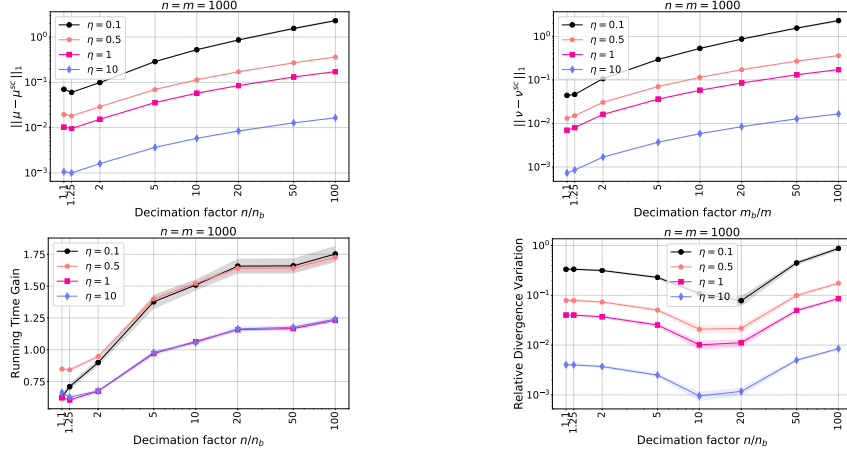 n = m = 1000
|| μ − μ^sc ||₁
10⁰
10⁻¹
10⁻²
10⁻³
η = 0.1
η = 0.5
η = 1
η = 10
1.1
1.25
2
5
10
20
50
100
Decimation factor n/n_b
n = m = 1000
|| ν − ν^sc ||₁
10⁰
10⁻¹
10⁻²
10⁻³
η = 0.1
η = 0.5
η = 1
η = 10
1.1
1.25
2
5
10
20
50
100
Decimation factor m_b/m
n = m = 1000
Running Time Gain
1.75
1.50
1.25
1.00
0.75
η = 0.1
η = 0.5
η = 1
η = 10
1.1
1.25
2
5
10
20
50
100
Decimation factor n/n_b
n = m = 1000
Relative Divergence Variation
10⁰
10⁻¹
10⁻²
10⁻³
η = 0.1
η = 0.5
η = 1
η = 10
1.1
1.25
2
5
10
20
50
100
Decimation factor n/n_b